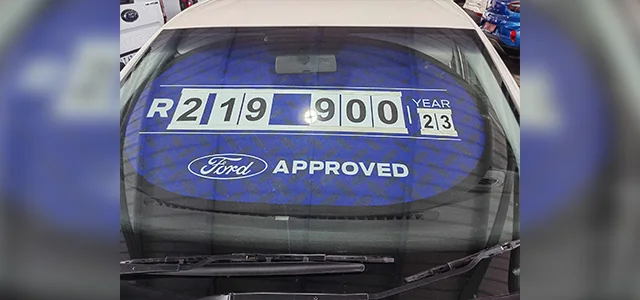 R219 900 YEAR
23
Ford APPROVED